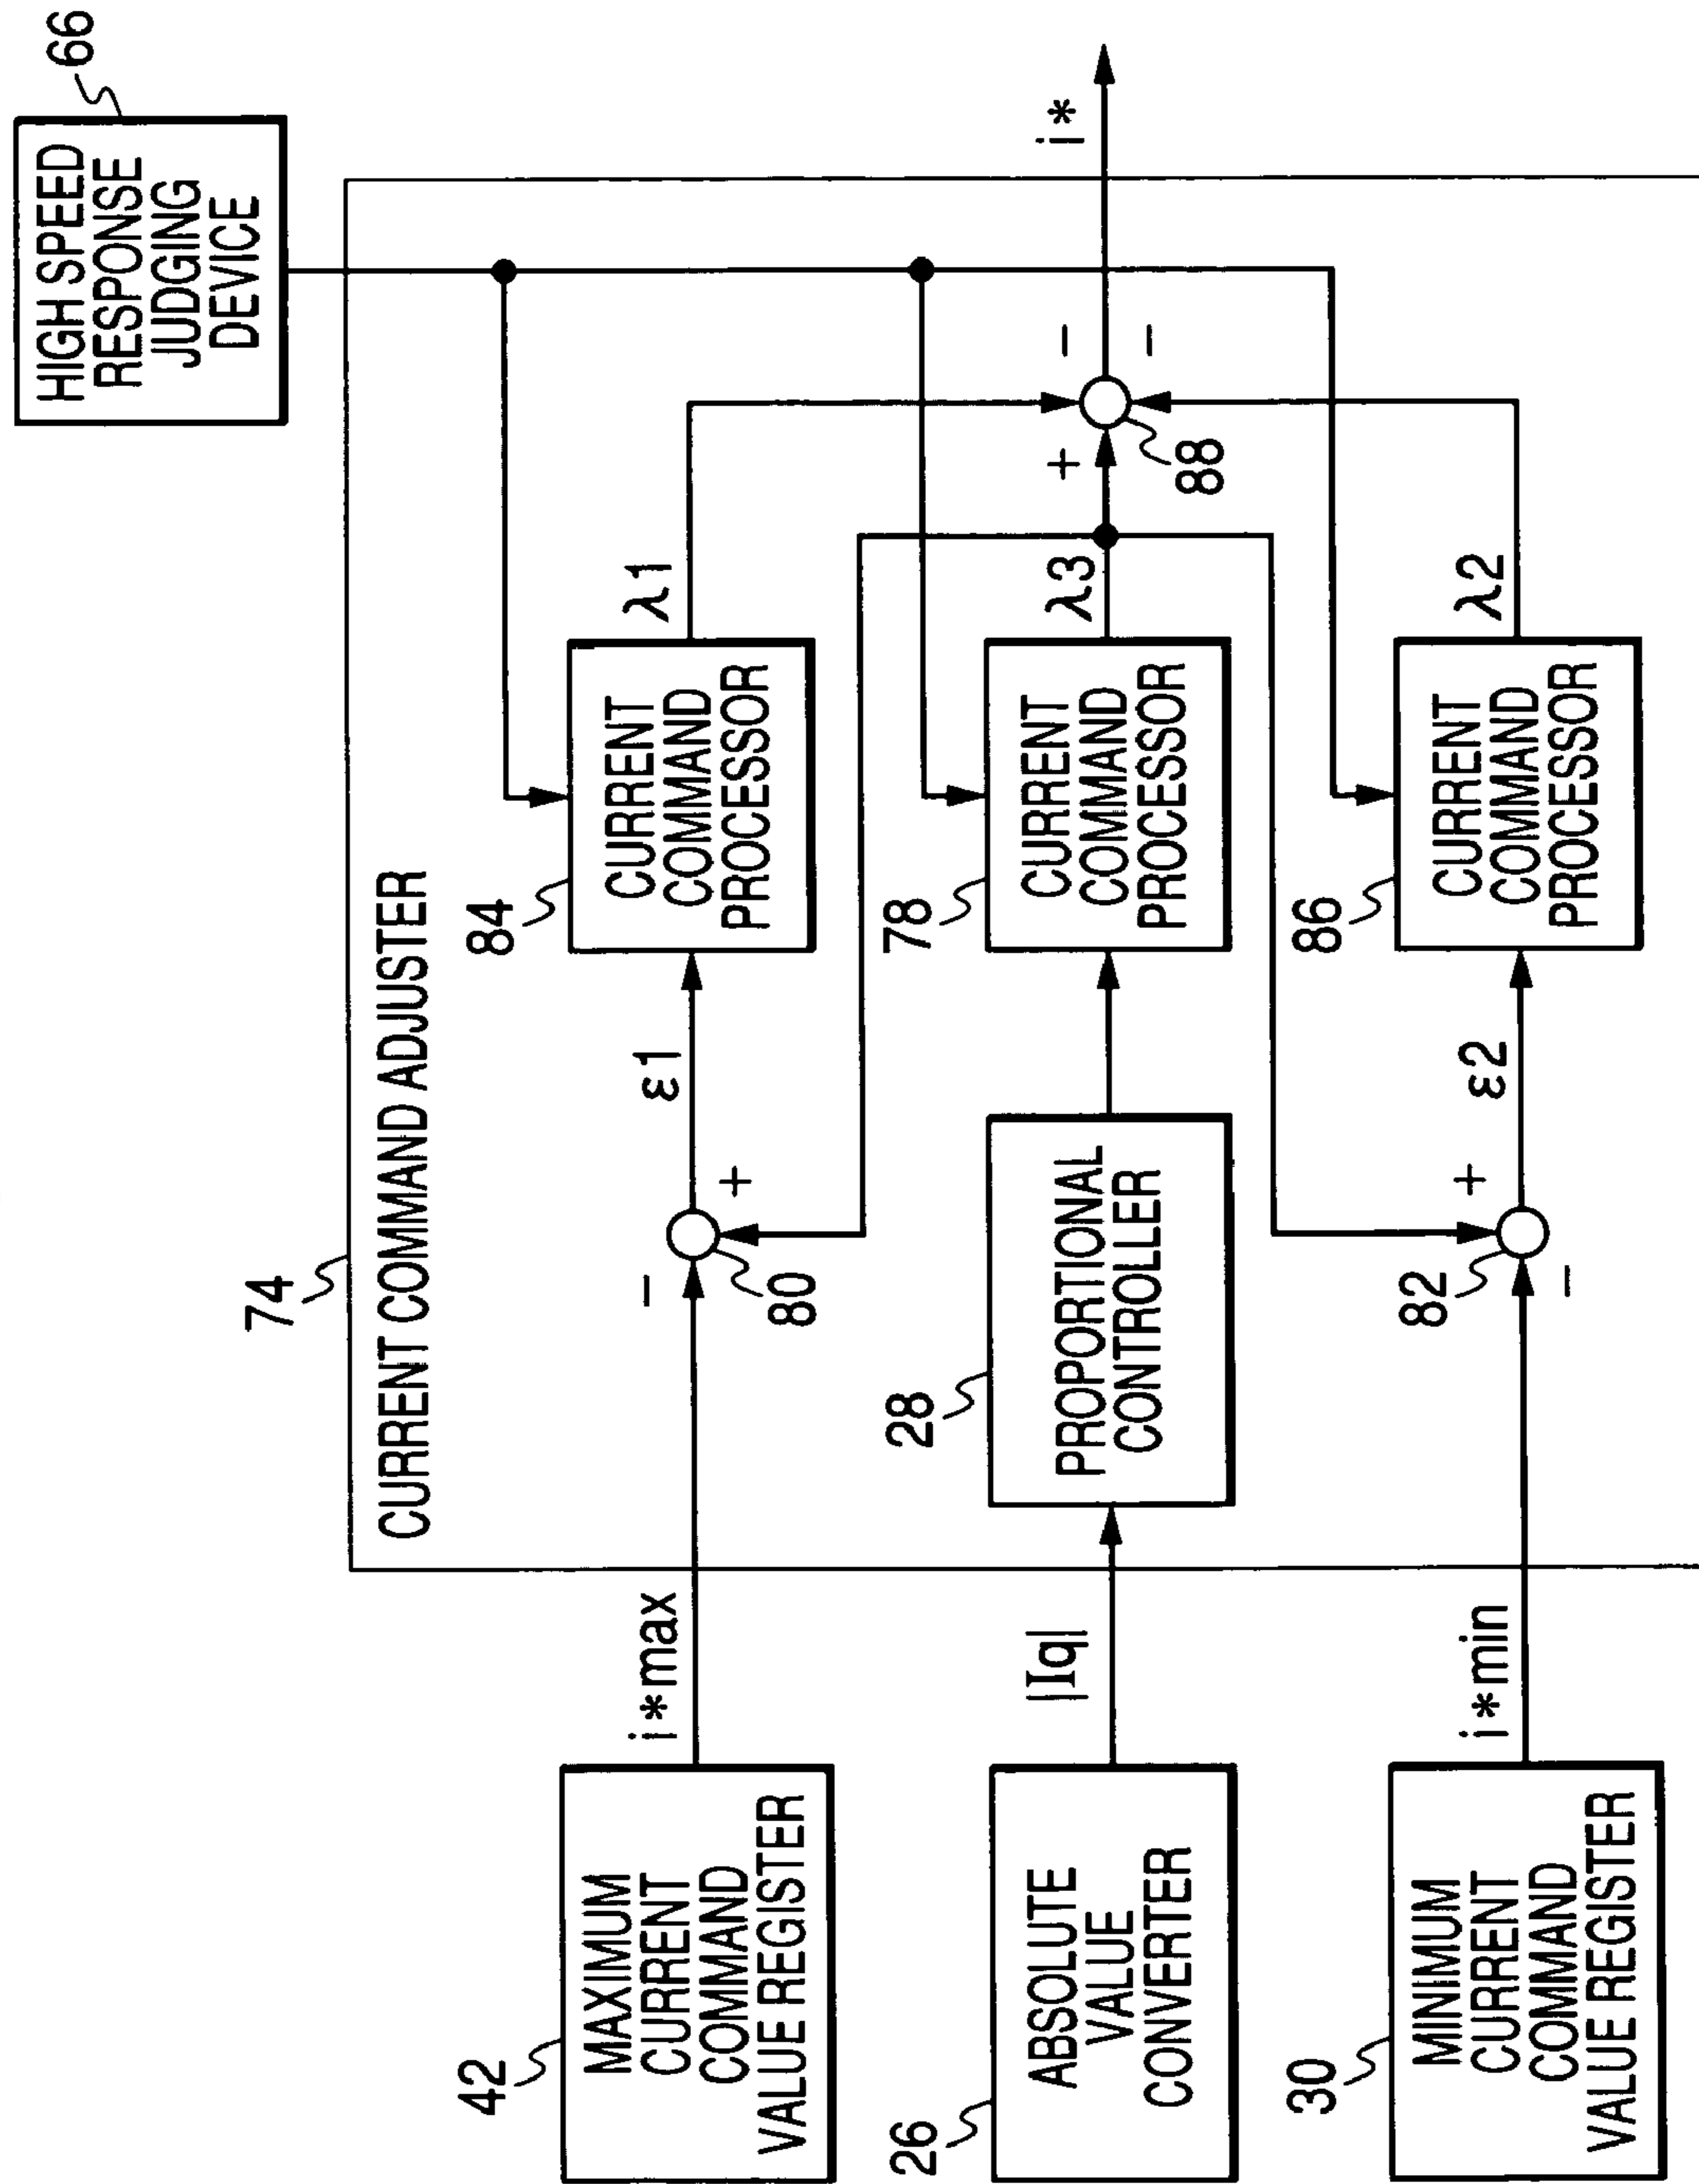 HIGH SPEED
RESPONSE
JUDGING
DEVICE
66
74
CURRENT COMMAND ADJUSTER
42
MAXIMUM
CURRENT
COMMAND
VALUE REGISTER
i*max
-
+
80
ε1
84
CURRENT
COMMAND
PROCESSOR
λ1
26
ABSOLUTE
VALUE
CONVERTER
|Iq|
28
PROPORTIONAL
CONTROLLER
78
CURRENT
COMMAND
PROCESSOR
λ3
+
-
-
88
i*
30
MINIMUM
CURRENT
COMMAND
VALUE REGISTER
i*min
82
+
-
ε2
86
CURRENT
COMMAND
PROCESSOR
λ2